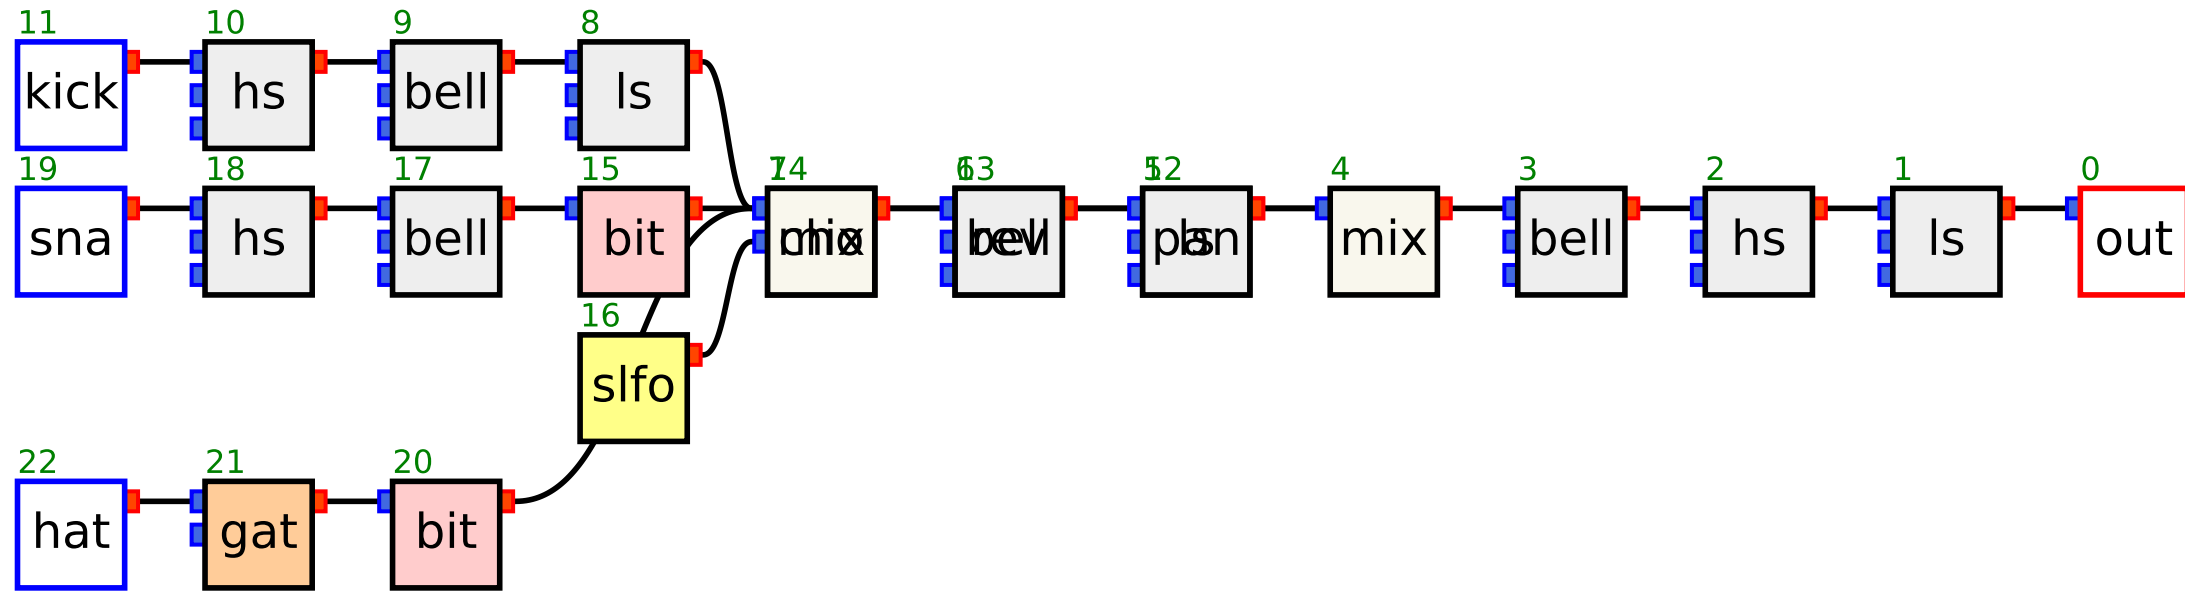 11 10 9 8
kick hs bell ls
19 18 17 15 4 3 2 1 0
sna hs bell bit mix bell hs ls out
16
slfo
22 21 20
hat gat bit